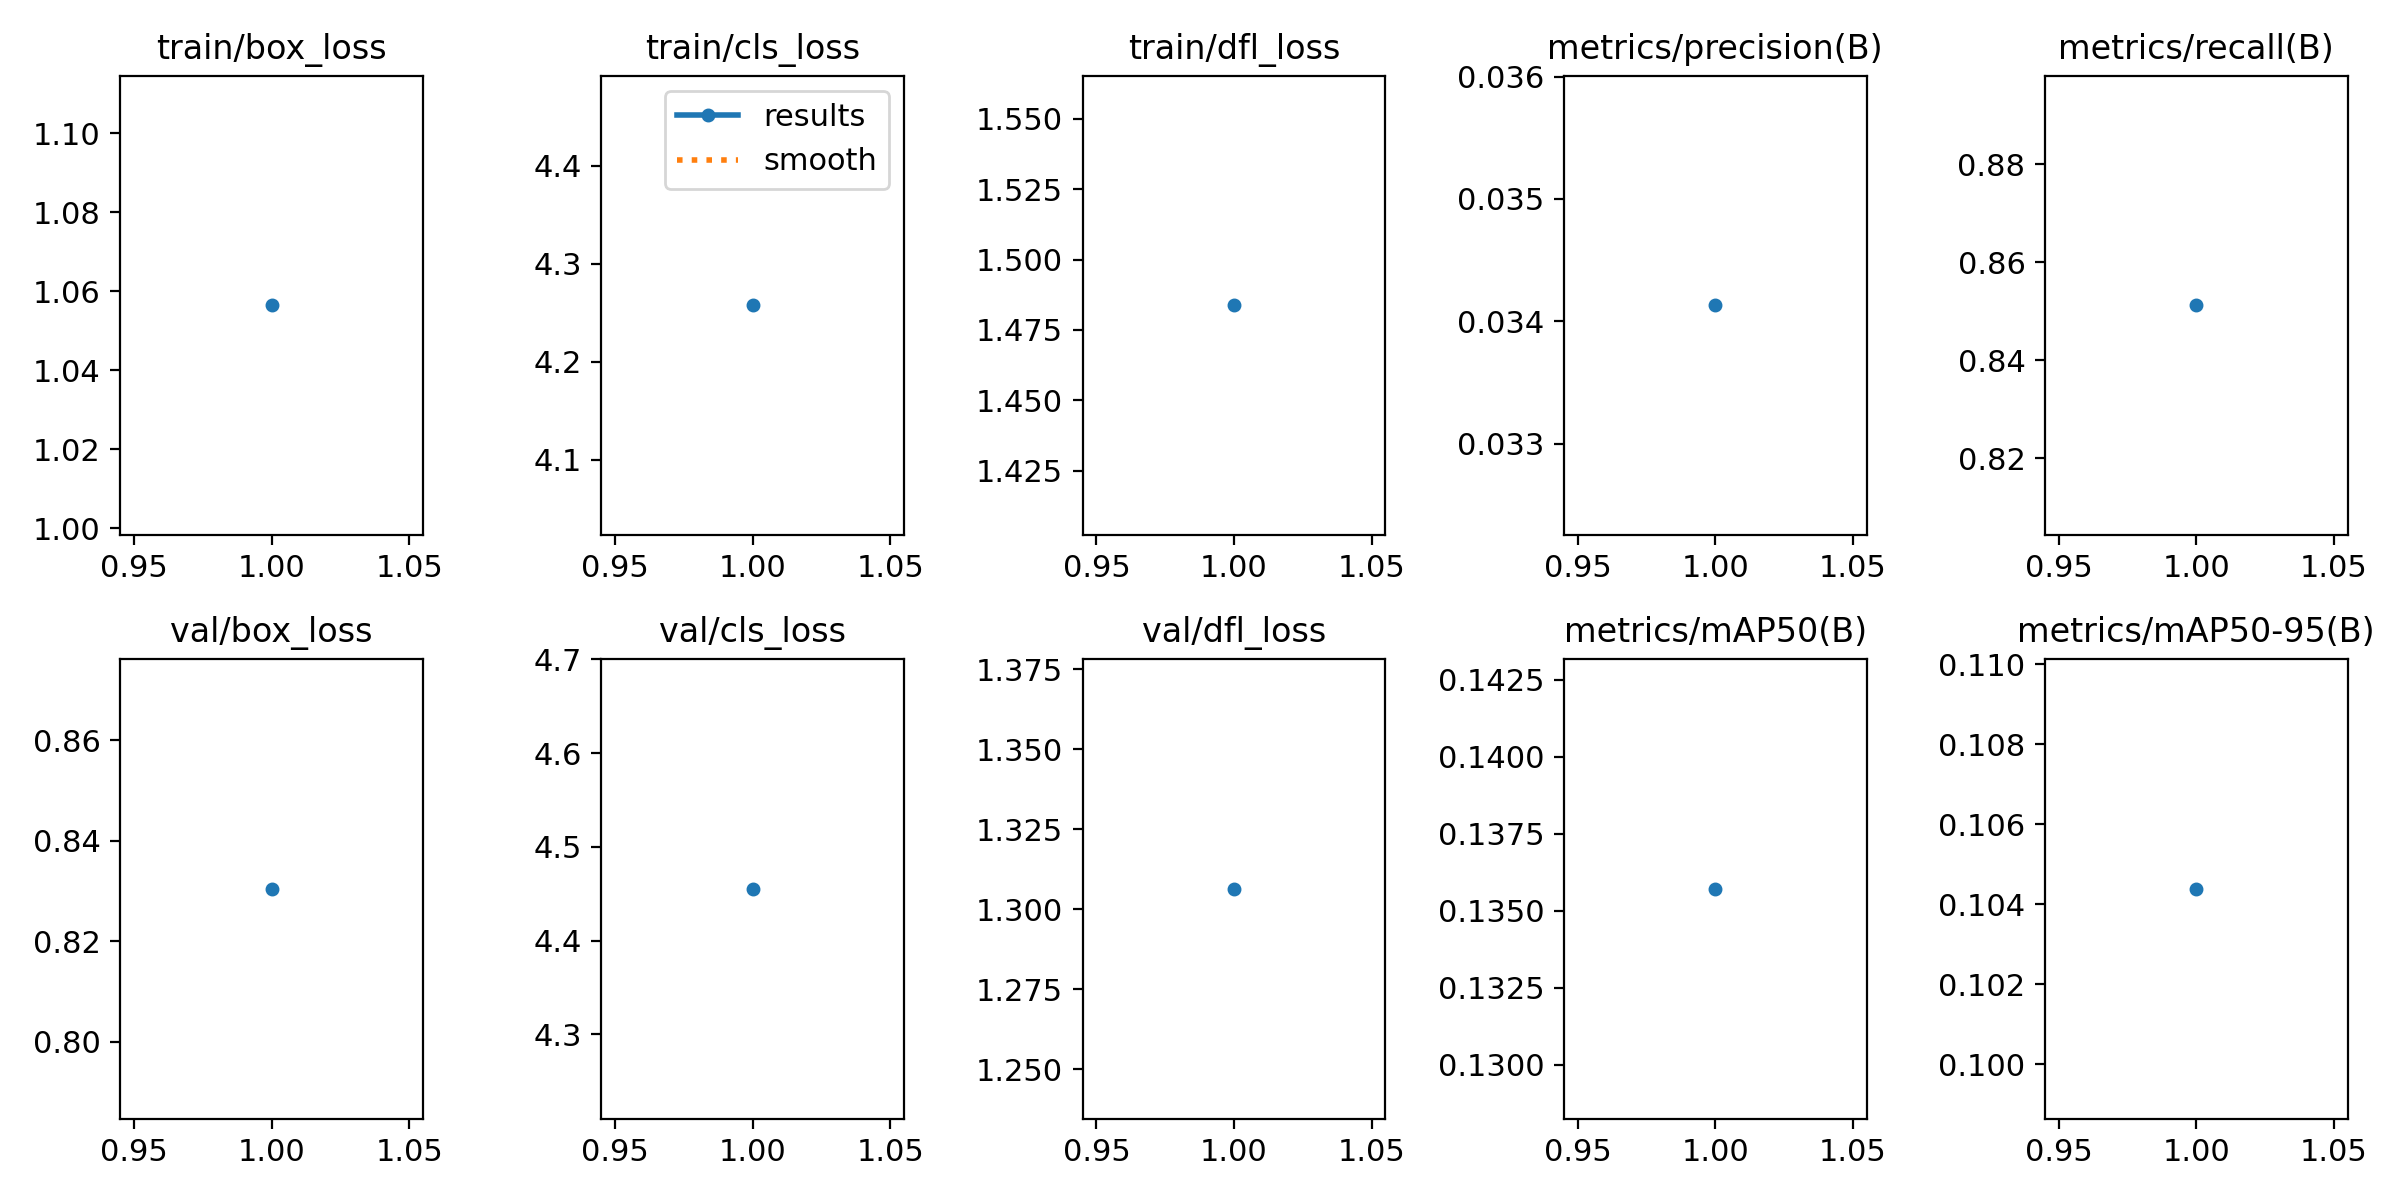 train/box_loss
1.10
1.08
1.06
1.04
1.02
1.00
0.95 1.00 1.05
train/cls_loss
results
smooth
4.4
4.3
4.2
4.1
0.95 1.00 1.05
train/dfl_loss
1.550
1.525
1.500
1.475
1.450
1.425
0.95 1.00 1.05
metrics/precision(B)
0.036
0.035
0.034
0.033
0.95 1.00 1.05
metrics/recall(B)
0.88
0.86
0.84
0.82
0.95 1.00 1.05
val/box_loss
0.86
0.84
0.82
0.80
0.95 1.00 1.05
val/cls_loss
4.7
4.6
4.5
4.4
4.3
0.95 1.00 1.05
val/dfl_loss
1.375
1.350
1.325
1.300
1.275
1.250
0.95 1.00 1.05
metrics/mAP50(B)
0.1425
0.1400
0.1375
0.1350
0.1325
0.1300
0.95 1.00 1.05
metrics/mAP50-95(B)
0.110
0.108
0.106
0.104
0.102
0.100
0.95 1.00 1.05